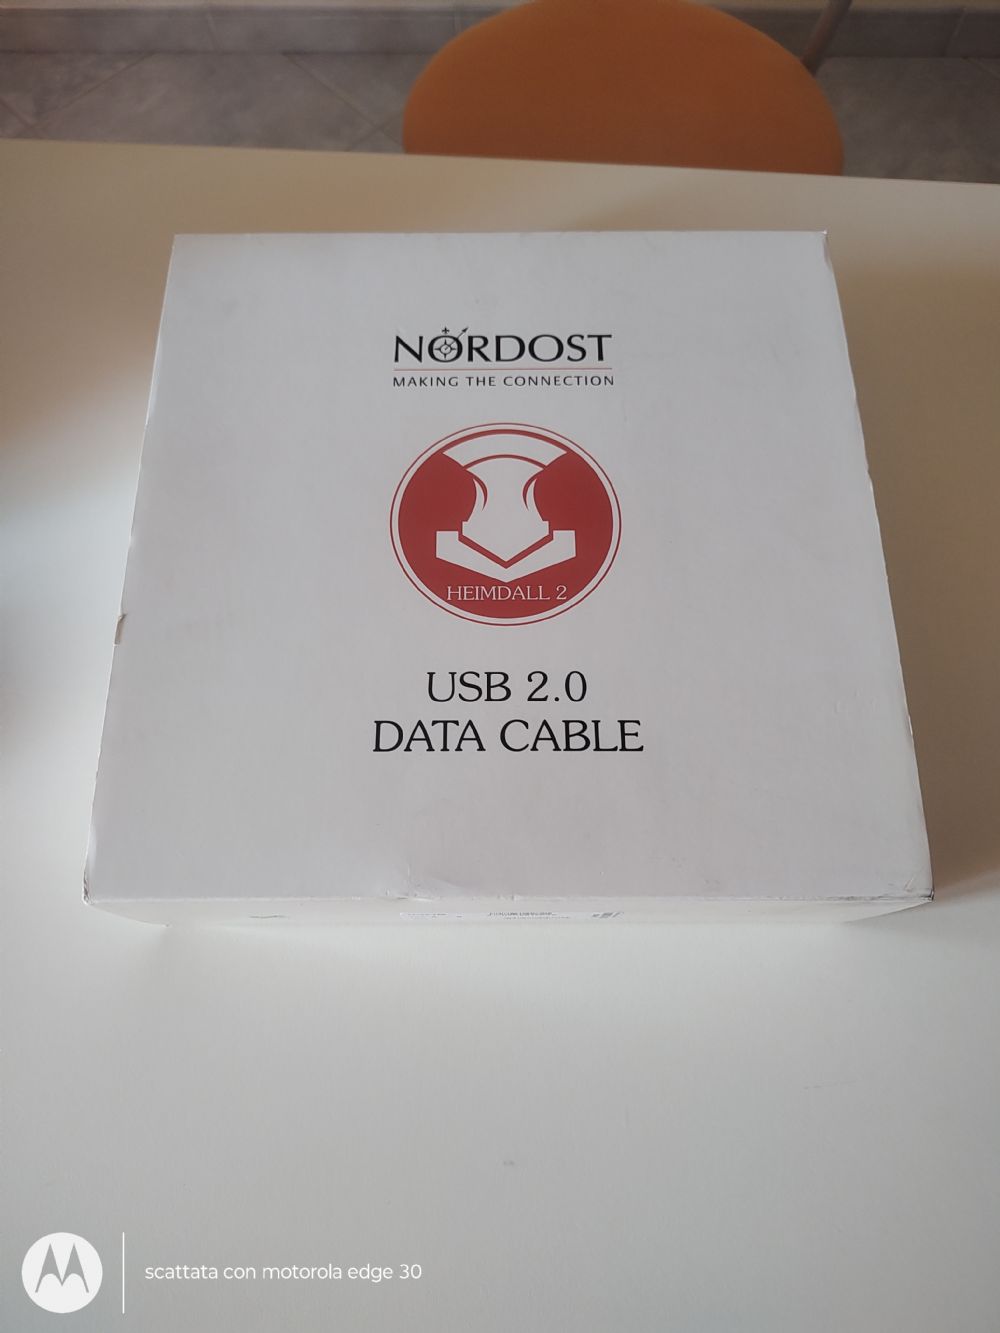 NORDOST
MAKING THE CONNECTION
HEIMDALL 2
USB 2.0
DATA CABLE
scattata con motorola edge 30